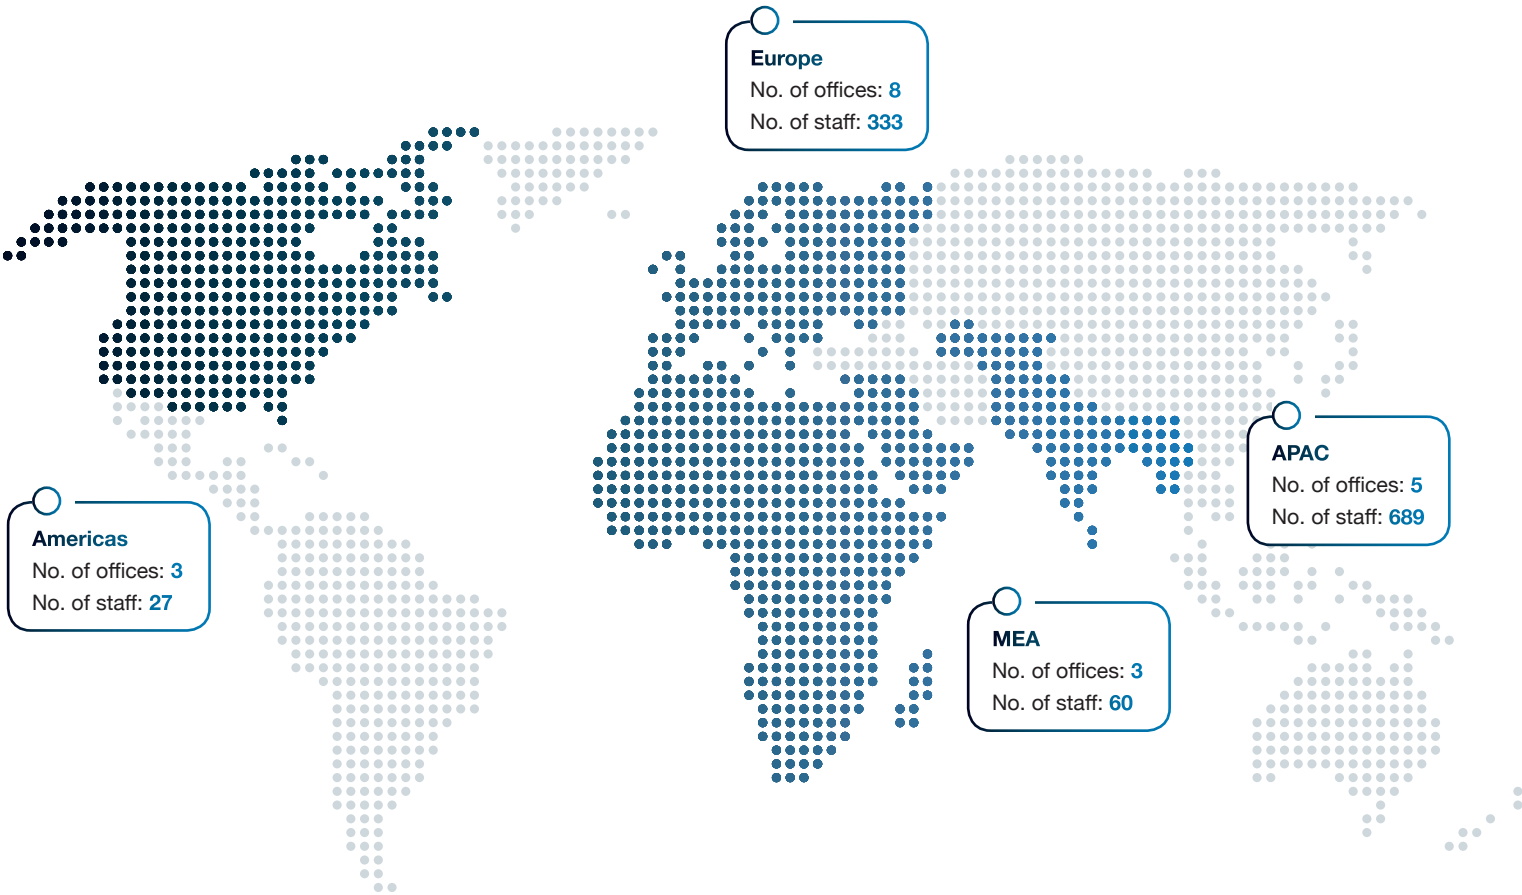 Europe
No. of offices: 8
No. of staff: 333
APAC
No. of offices: 5
No. of staff: 689
Americas
No. of offices: 3
No. of staff: 27
MEA
No. of offices: 3
No. of staff: 60